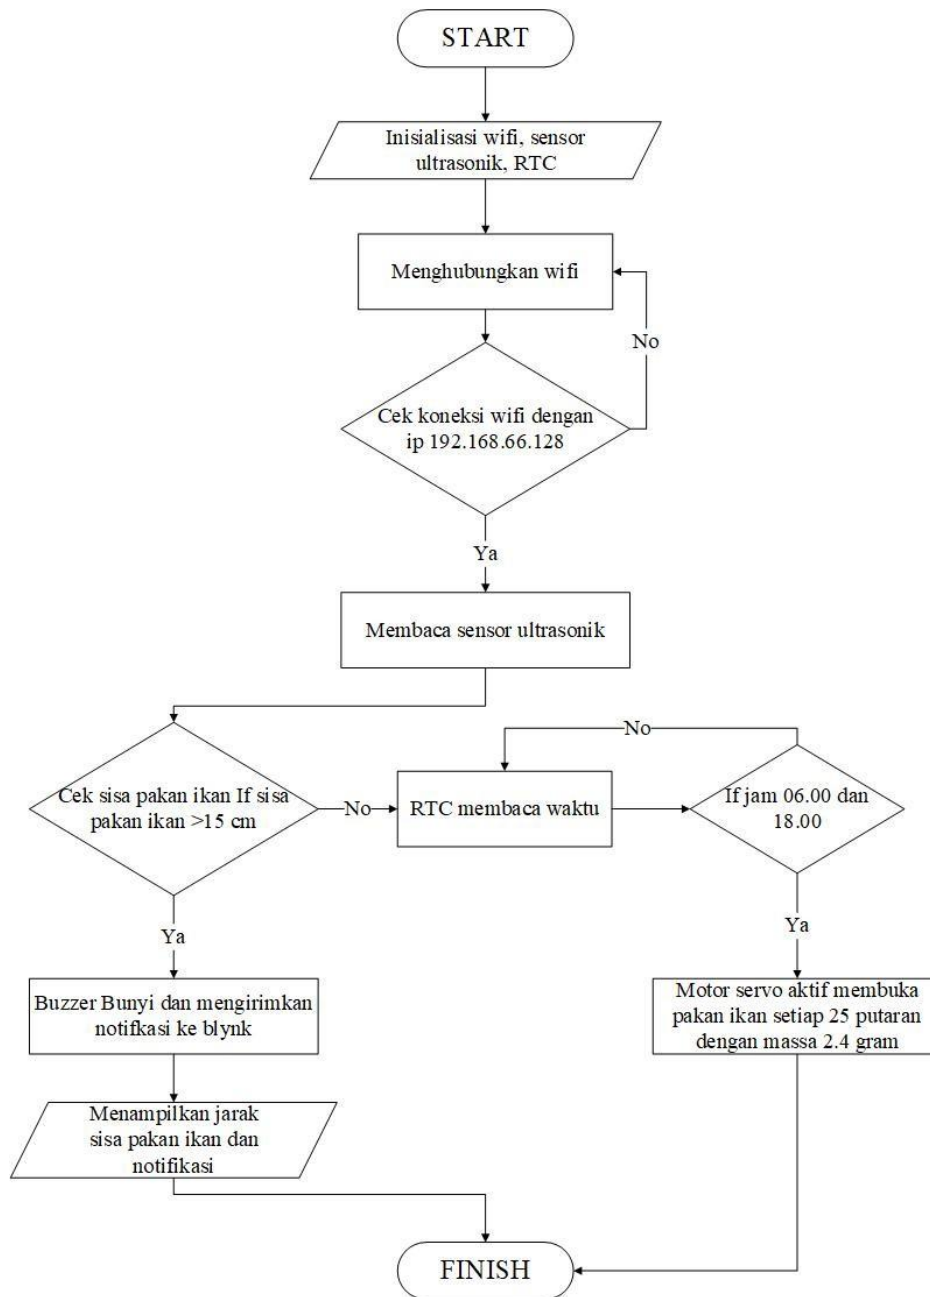 START
Inisialisasi wifi, sensor
ultrasonik, RTC
Menghubungkan wifi
No
Cek koneksi wifi dengan
ip 192.168.66.128
Ya
Membaca sensor ultrasonik
No
Cek sisa pakan ikan If sisa
pakan ikan >15 cm
No
RTC membaca waktu
If jam 06.00 dan
18.00
Ya
Ya
Buzzer Bunyi dan mengirimkan
notifkasi ke blynk
Motor servo aktif membuka
pakan ikan setiap 25 putaran
dengan massa 2.4 gram
Menampilkan jarak
sisa pakan ikan dan
notifikasi
FINISH